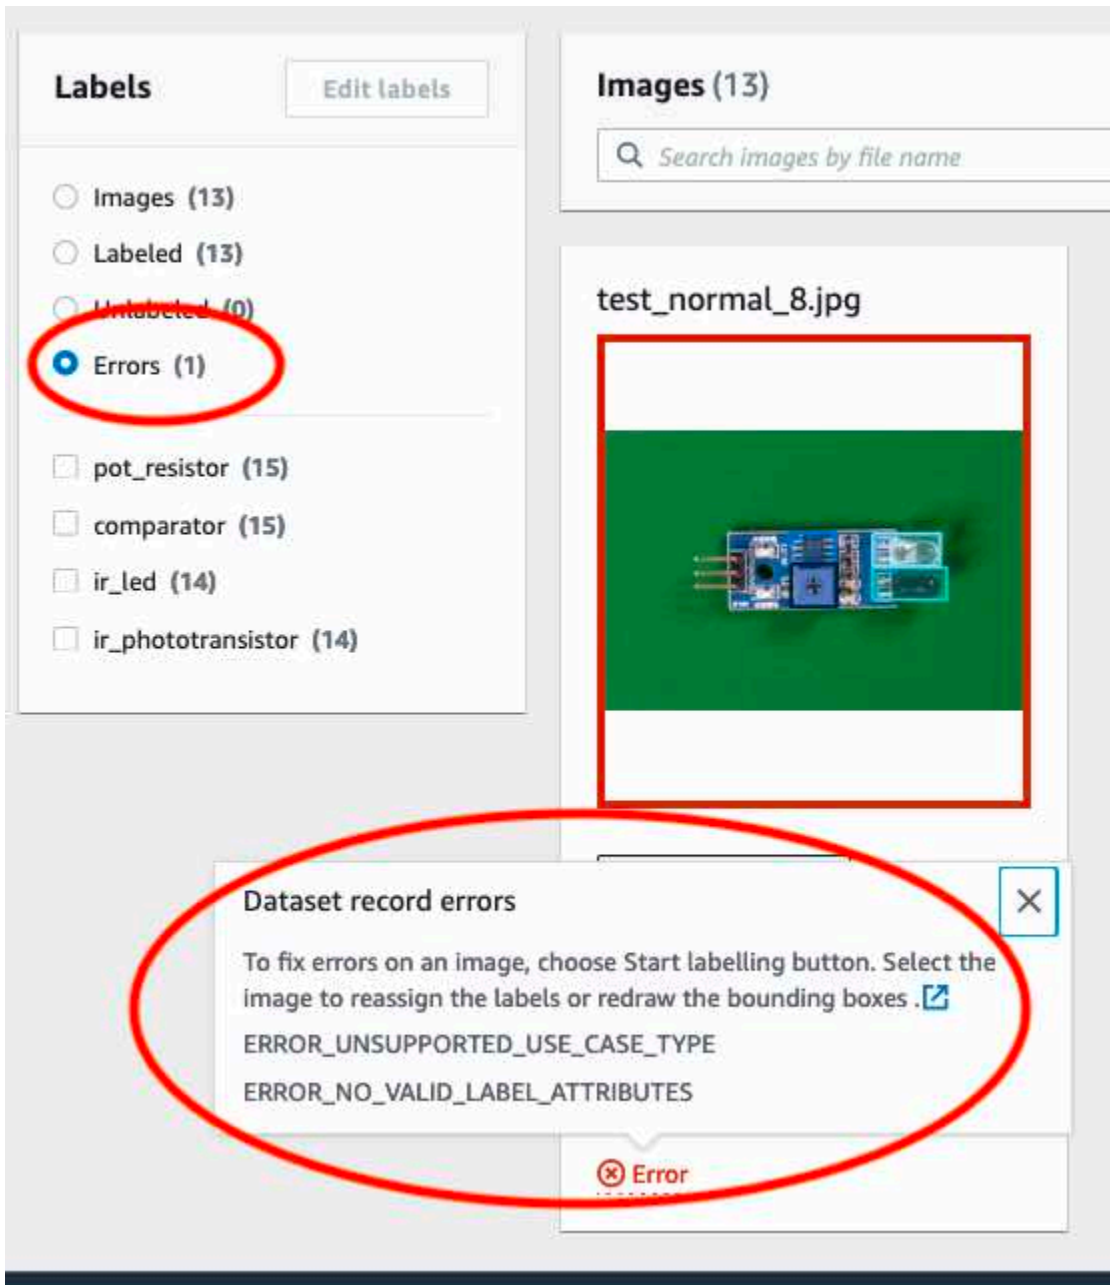 Labels
Edit labels
Images (13)
Labeled (13)
Unlabeled (0)
Errors (1)
pot_resistor (15)
comparator (15)
ir_led (14)
ir_phototransistor (14)
Images (13)
Search images by file name
test_normal_8.jpg
Dataset record errors
To fix errors on an image, choose Start labelling button. Select the
image to reassign the labels or redraw the bounding boxes .
ERROR_UNSUPPORTED_USE_CASE_TYPE
ERROR_NO_VALID_LABEL_ATTRIBUTES
Error